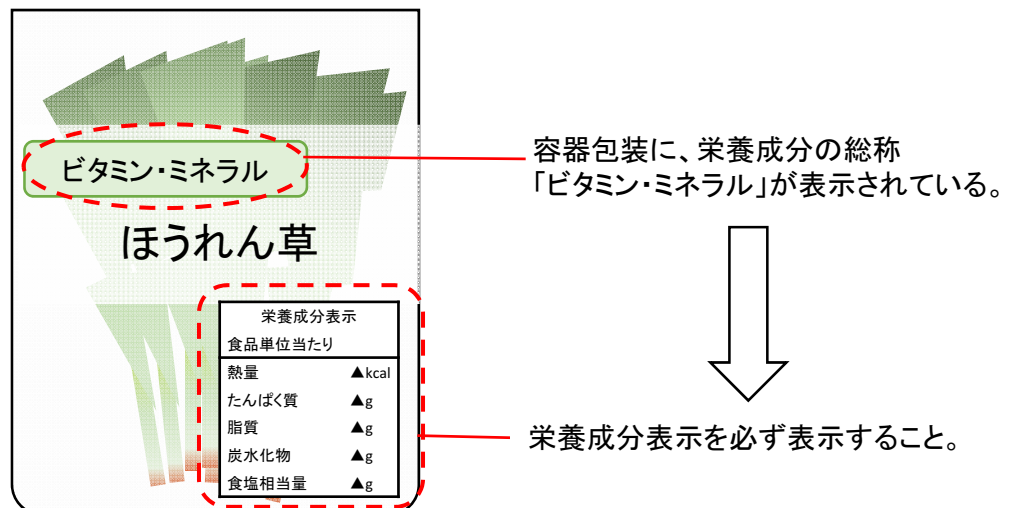 ビタミン・ミネラル
ほうれん草
栄養成分表示
食品単位当たり
熱量 ▲kcal
たんぱく質 ▲g
脂質 ▲g
炭水化物 ▲g
食塩相当量 ▲g
容器包装に、栄養成分の総称
「ビタミン・ミネラル」が表示されている。
栄養成分表示を必ず表示すること。